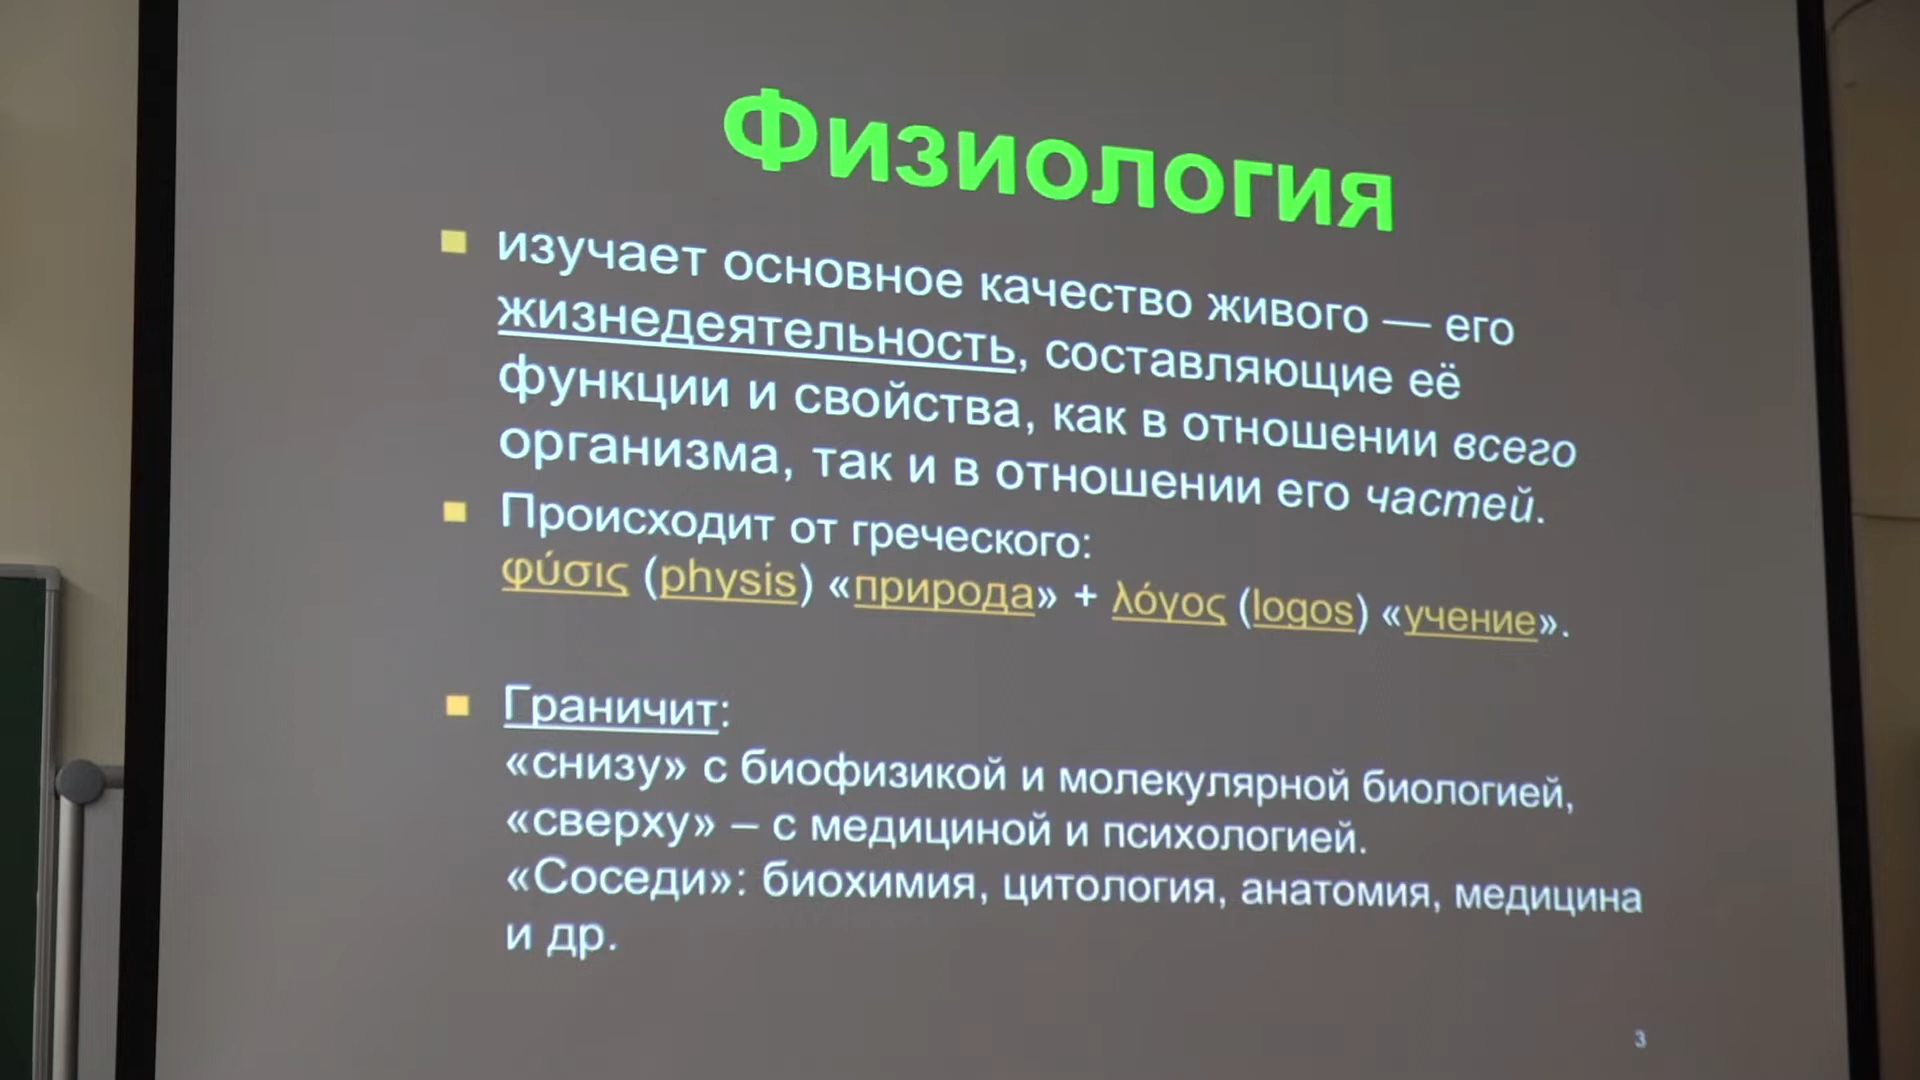 Физиология
изучает основное качество живого — его
жизнедеятельность, составляющие её
функции и свойства, как в отношении всего
организма, так и в отношении его частей.
Происходит от греческого:
φύσις (physis) «природа» + λόγος (logos) «учение».
Граничит:
«снизу» с биофизикой и молекулярной биологией,
«сверху» – с медициной и психологией.
«Соседи»: биохимия, цитология, анатомия, медицина
и др.
3